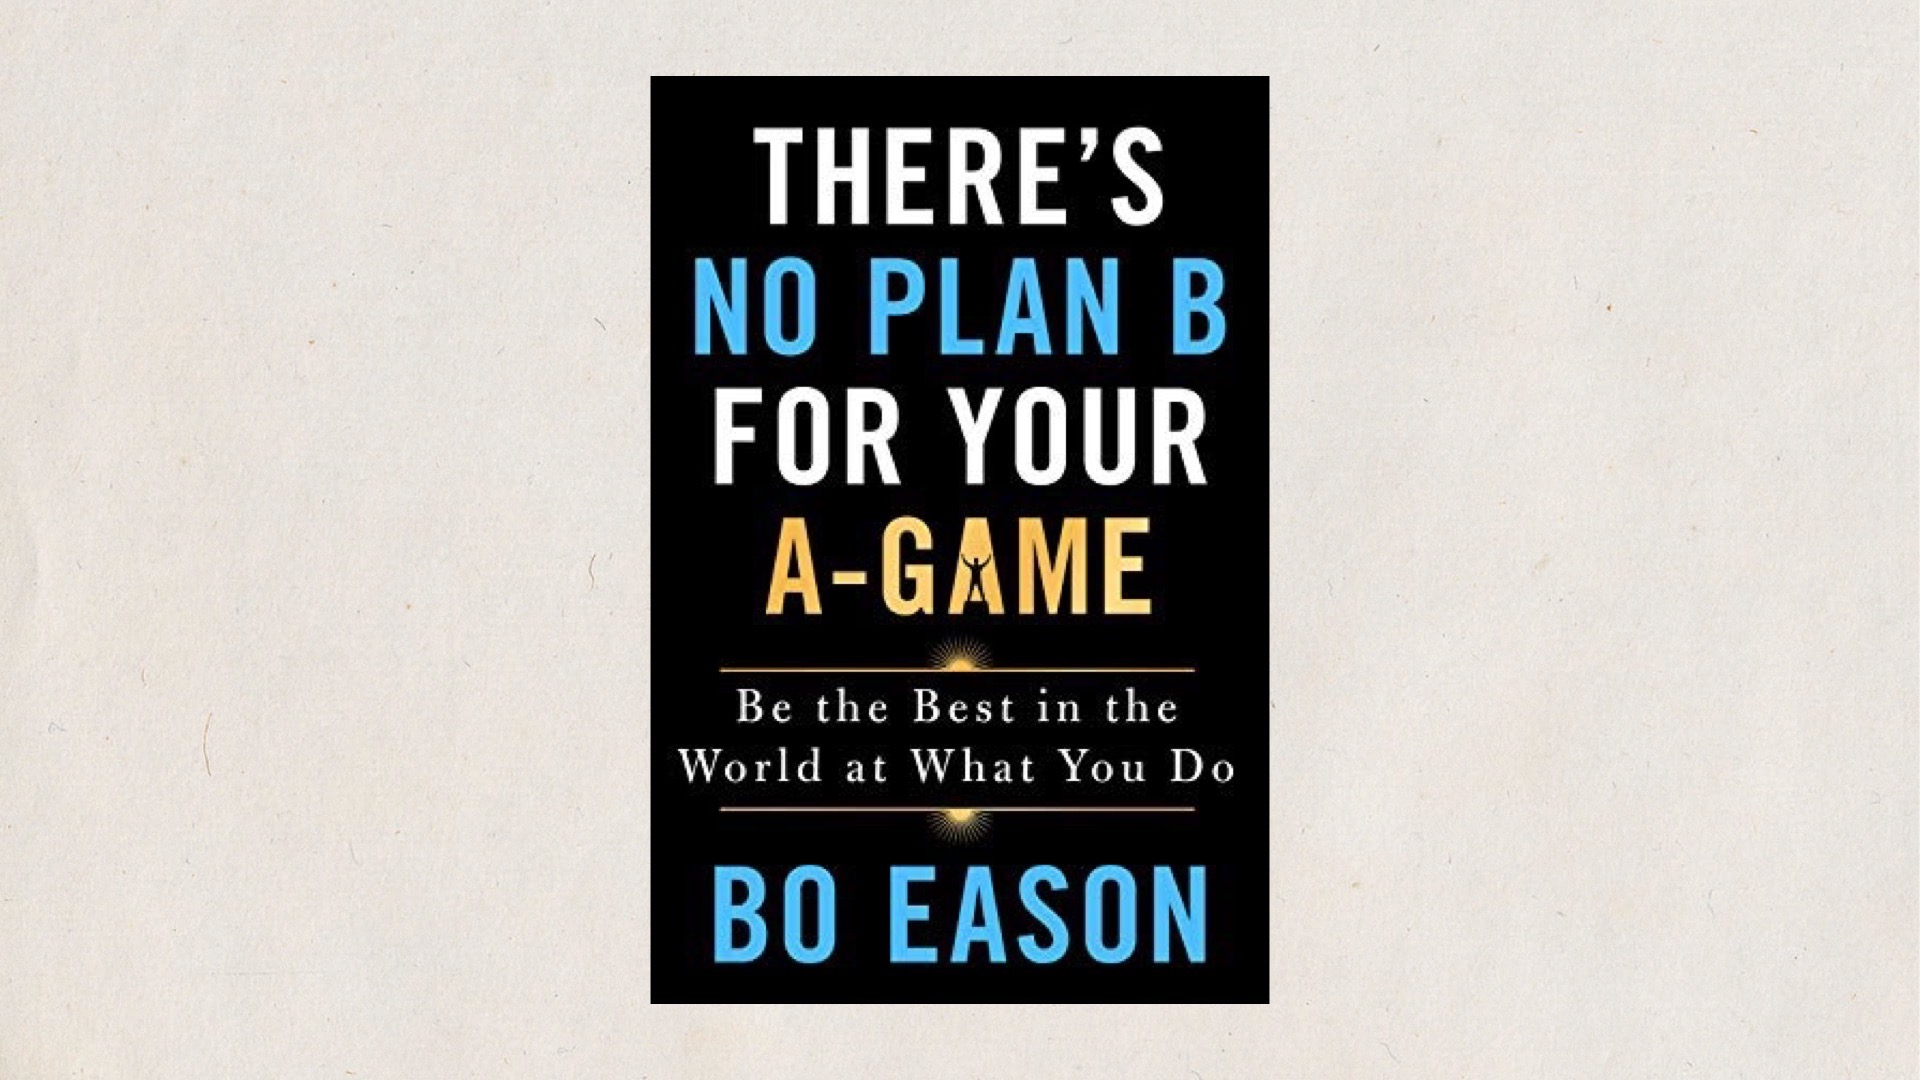 THERE'S
NO PLAN B
FOR YOUR
A-GAME
Be the Best in the
World at What You Do
BO EASON